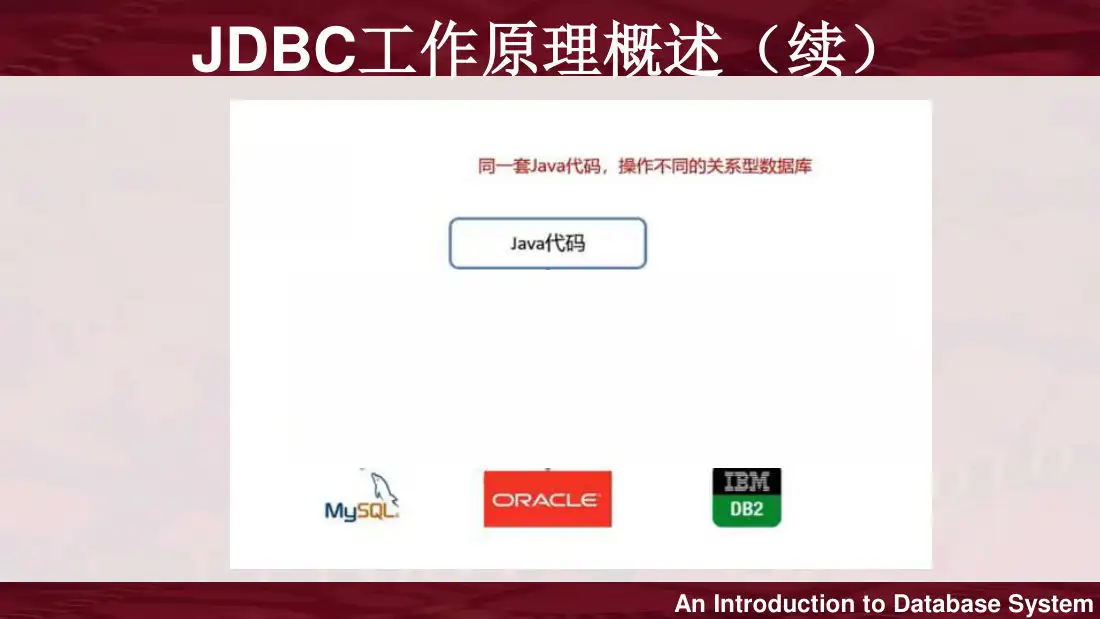 JDBC工作原理概述（续）
同一套Java代码，操作不同的关系型数据库
Java代码
MySQL
ORACLE
IBM
DB2
An Introduction to Database System